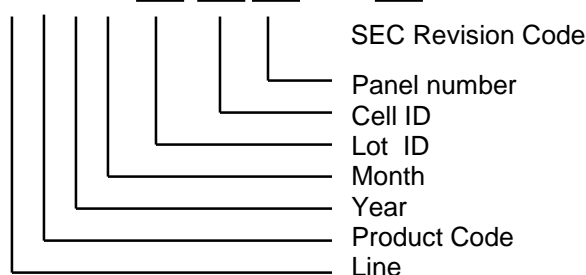 SEC Revision Code
Panel number
Cell ID
Lot ID
Month
Year
Product Code
Line